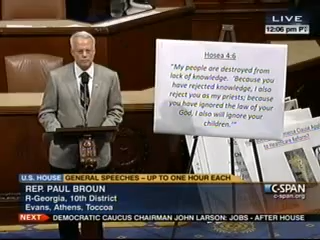 LIVE
12:06 pm PT
Hosea 4:6
"My people are destroyed from
lack of knowledge. 'Because you
have rejected knowledge, I also
reject you as my priests; because
you have ignored the law of your
God, I also will ignore your
children.'"
U.S. HOUSE GENERAL SPEECHES – UP TO ONE HOUR EACH
REP. PAUL BROUN
R-Georgia, 10th District
Evans, Athens, Toccoa
C-SPAN
c-span.org
NEXT DEMOCRATIC CAUCUS CHAIRMAN JOHN LARSON: JOBS - AFTER HOUSE